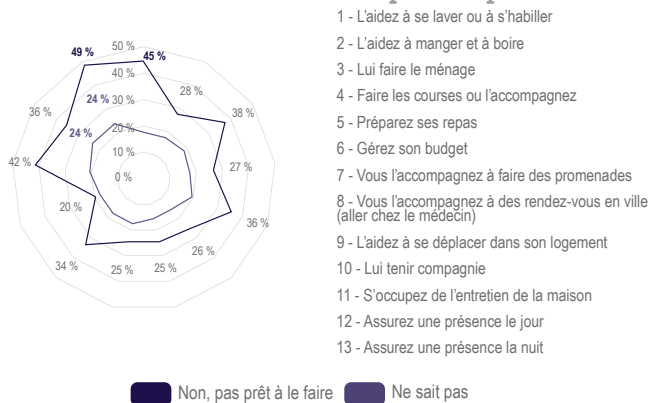 1 - L'aidez à se laver ou à s'habiller
2 - L'aidez à manger et à boire
3 - Lui faire le ménage
4 - Faire les courses ou l'accompagnez
5 - Préparez ses repas
6 - Gérez son budget
7 - Vous l'accompagnez à faire des promenades
8 - Vous l'accompagnez à des rendez-vous en ville
(aller chez le médecin)
9 - L'aidez à se déplacer dans son logement
10 - Lui tenir compagnie
11 - S'occupez de l'entretien de la maison
12 - Assurez une présence le jour
13 - Assurez une présence la nuit
50 %
49 %
45 %
40 %
28 %
24 %
30 %
36 %
38 %
24 %
20 %
10 %
42 %
27 %
0 %
20 %
36 %
26 %
34 %
25 %
25 %
Non, pas prêt à le faire
Ne sait pas